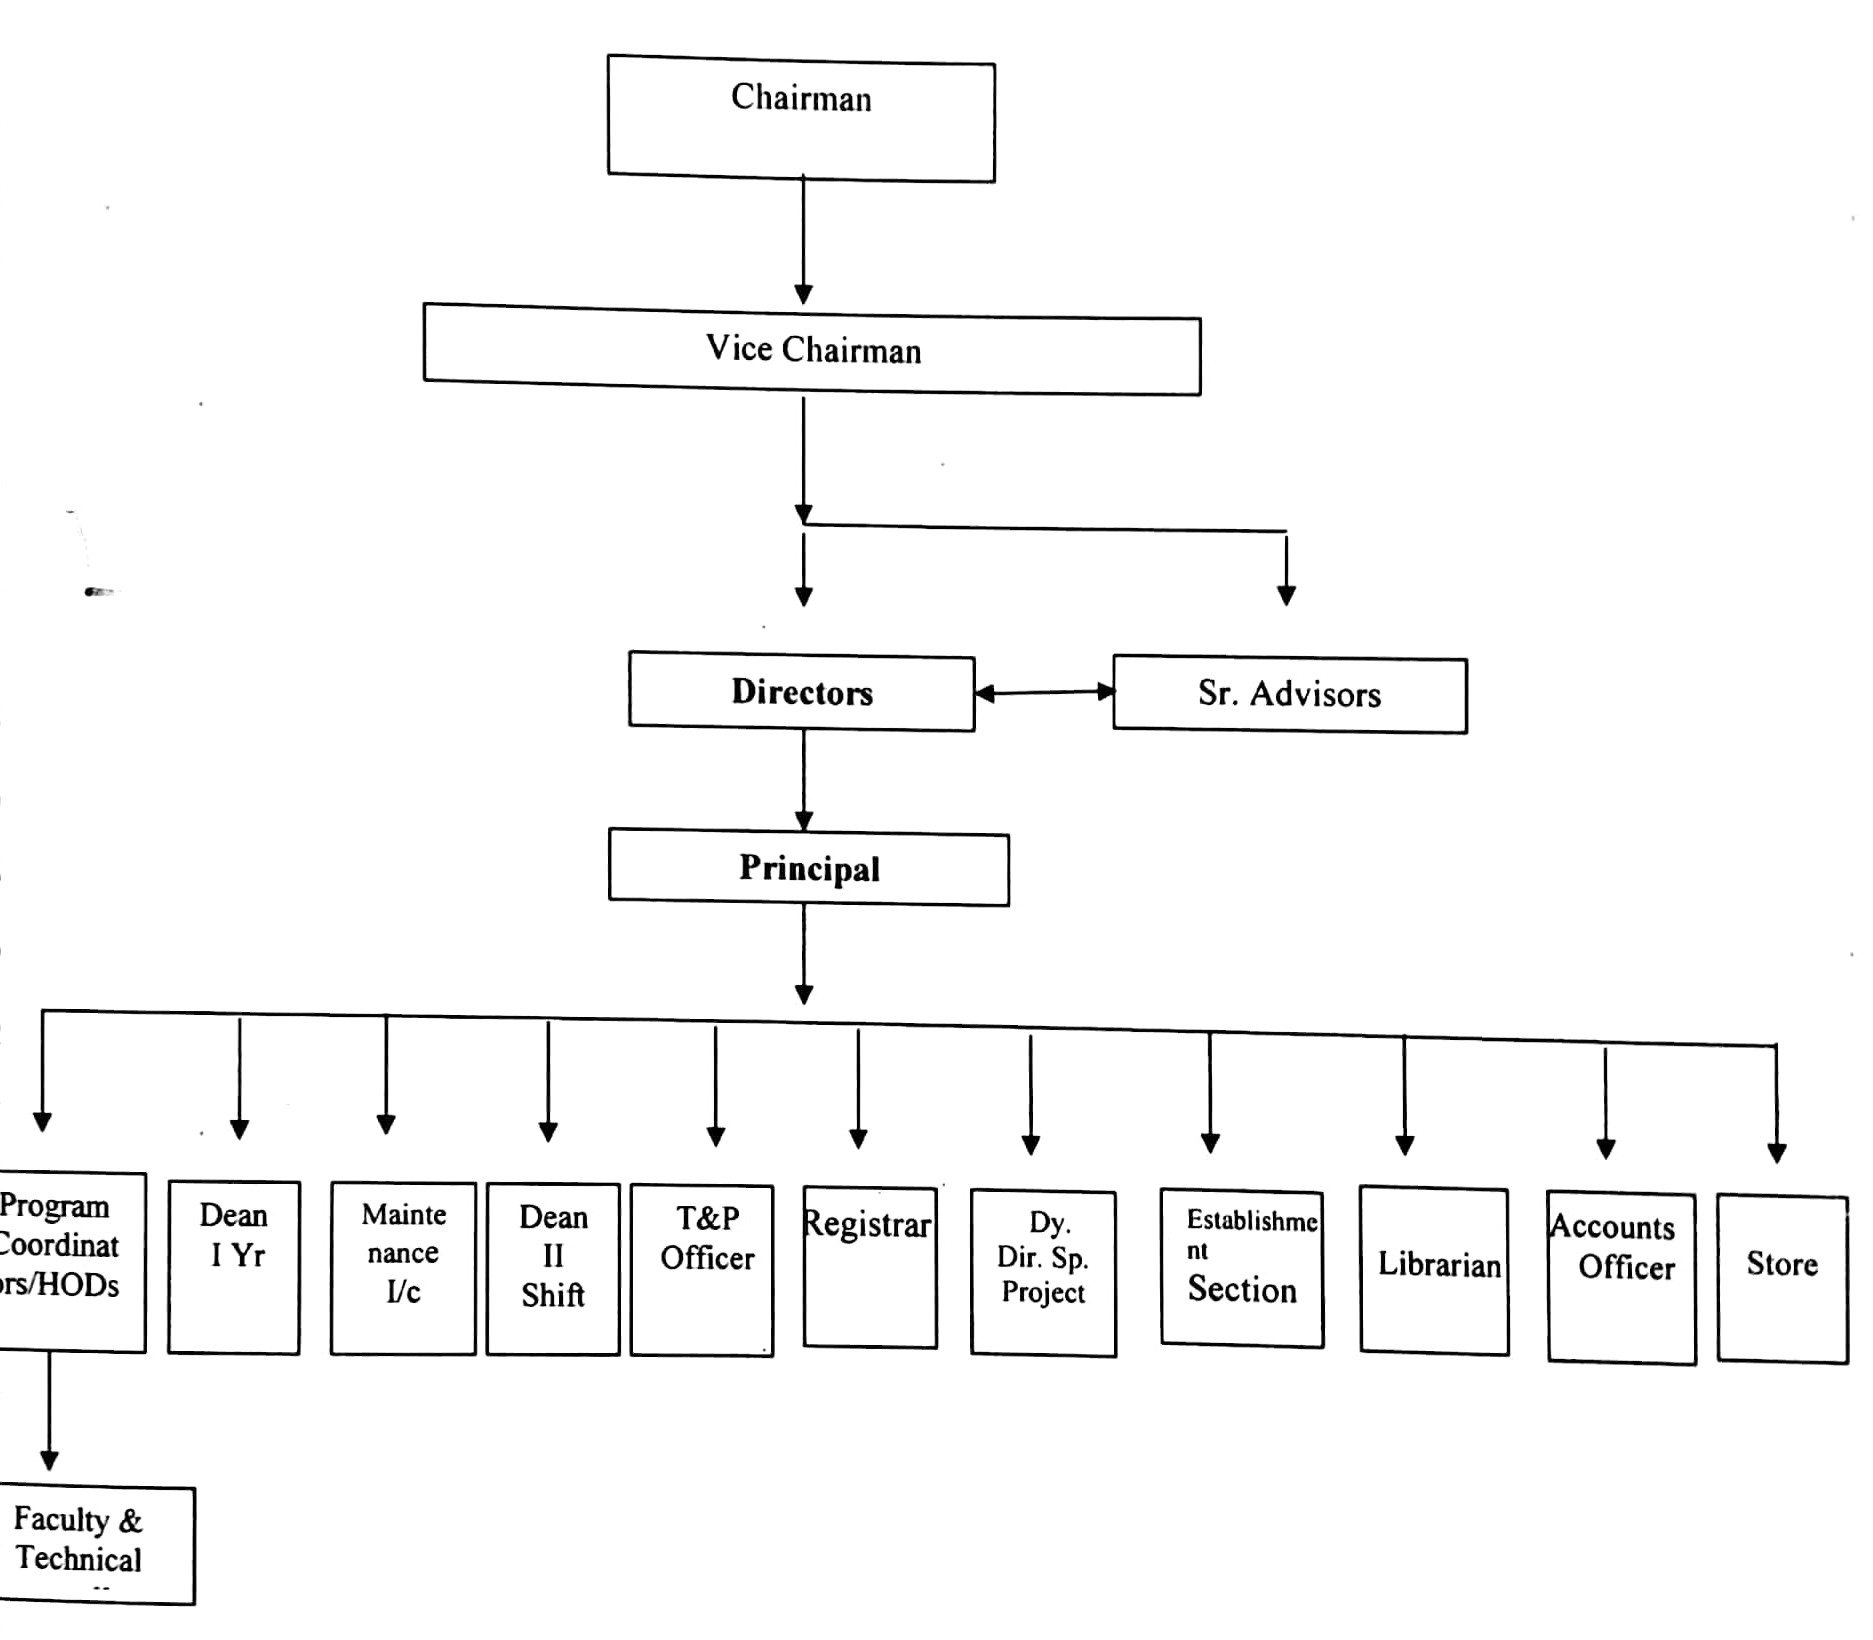 Chairman
Vice Chairman
Directors
Sr. Advisors
Principal
Program
Coordinat
ors/HODs
Dean
I Yr
Mainte
nance
I/c
Dean
II
Shift
T&P
Officer
Registrar
Dy.
Dir. Sp.
Project
Establishme
nt
Section
Librarian
Accounts
Officer
Store
Faculty &
Technical